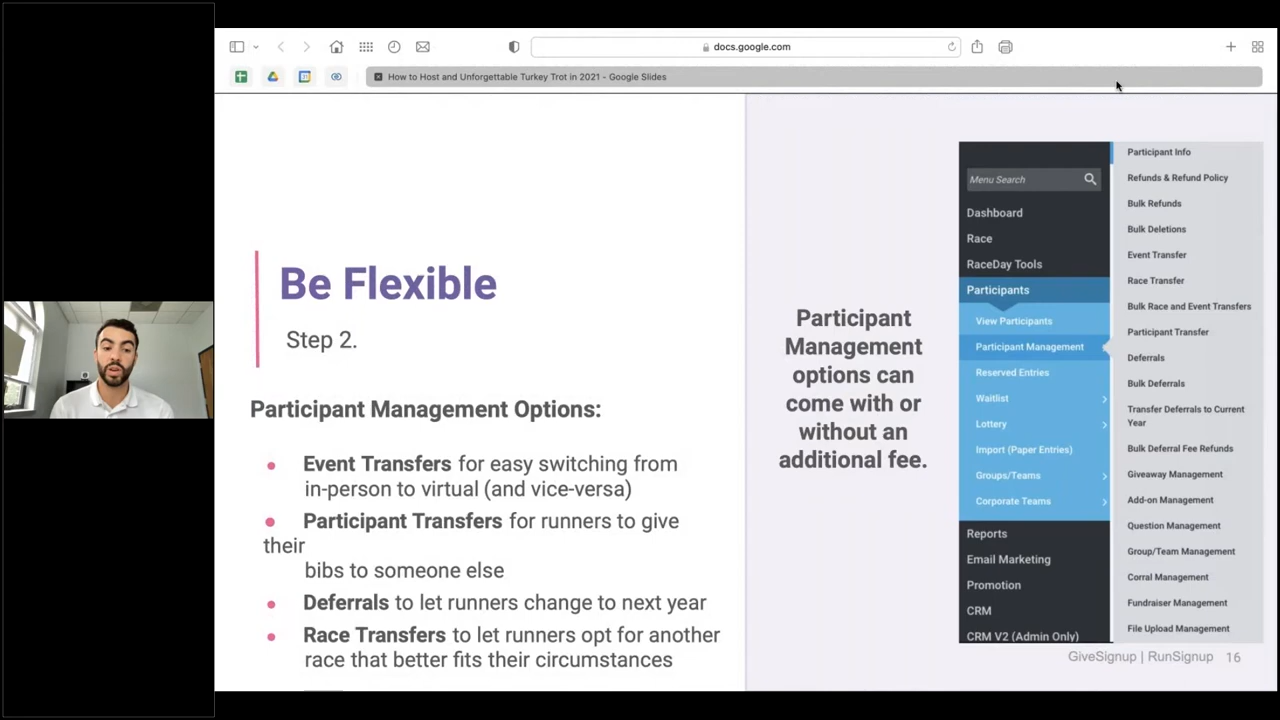 docs.google.com
How to Host and Unforgettable Turkey Trot in 2021 - Google Slides
Be Flexible
Step 2.
Participant Management Options:
Event Transfers for easy switching from
in-person to virtual (and vice-versa)
Participant Transfers for runners to give
their
bibs to someone else
Deferrals to let runners change to next year
Race Transfers to let runners opt for another
race that better fits their circumstances
Participant
Management
options can
come with or
without an
additional fee.
Menu Search
Dashboard
Race
RaceDay Tools
Participants
View Participants
Participant Management
Reserved Entries
Waitlist
Lottery
Import (Paper Entries)
Groups/Teams
Corporate Teams
Reports
Email Marketing
Promotion
CRM
CRM V2 (Admin Only)
Participant Info
Refunds & Refund Policy
Bulk Refunds
Bulk Deletions
Event Transfer
Race Transfer
Bulk Race and Event Transfers
Participant Transfer
Deferrals
Bulk Deferrals
Transfer Deferrals to Current
Year
Bulk Deferral Fee Refunds
Giveaway Management
Add-on Management
Question Management
Group/Team Management
Corral Management
Fundraiser Management
File Upload Management
GiveSignup | RunSignup 16